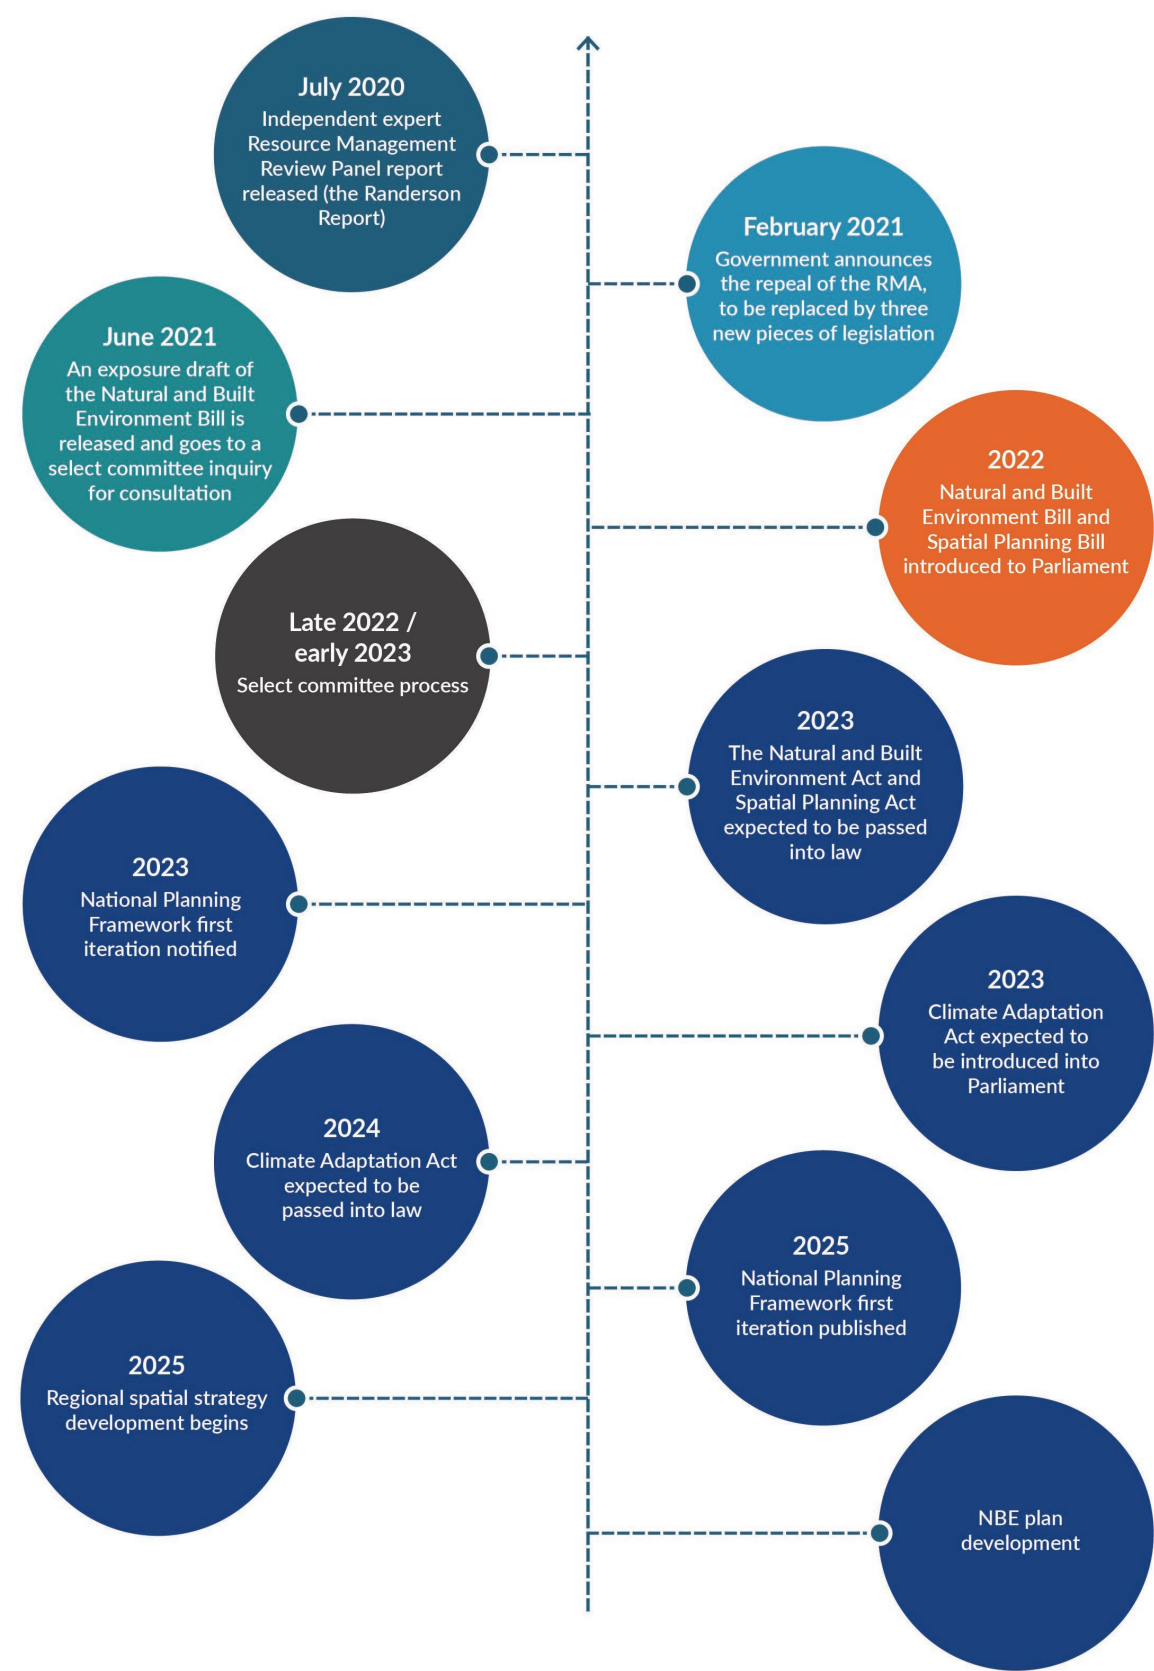 July 2020
Independent expert
Resource Management
Review Panel report
released (the Randerson
Report)
February 2021
Government announces
the repeal of the RMA,
to be replaced by three
new pieces of legislation
June 2021
An exposure draft of
the Natural and Built
Environment Bill is
released and goes to a
select committee inquiry
for consultation
2022
Natural and Built
Environment Bill and
Spatial Planning Bill
introduced to Parliament
Late 2022 /
early 2023
Select committee process
2023
The Natural and Built
Environment Act and
Spatial Planning Act
expected to be passed
into law
2023
National Planning
Framework first
iteration notified
2023
Climate Adaptation
Act expected to
be introduced into
Parliament
2024
Climate Adaptation Act
expected to be
passed into law
2025
National Planning
Framework first
iteration published
2025
Regional spatial strategy
development begins
NBE plan
development